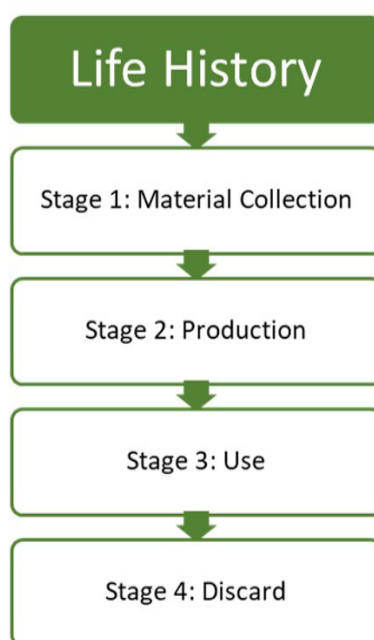 Life History
Stage 1: Material Collection
Stage 2: Production
Stage 3: Use
Stage 4: Discard